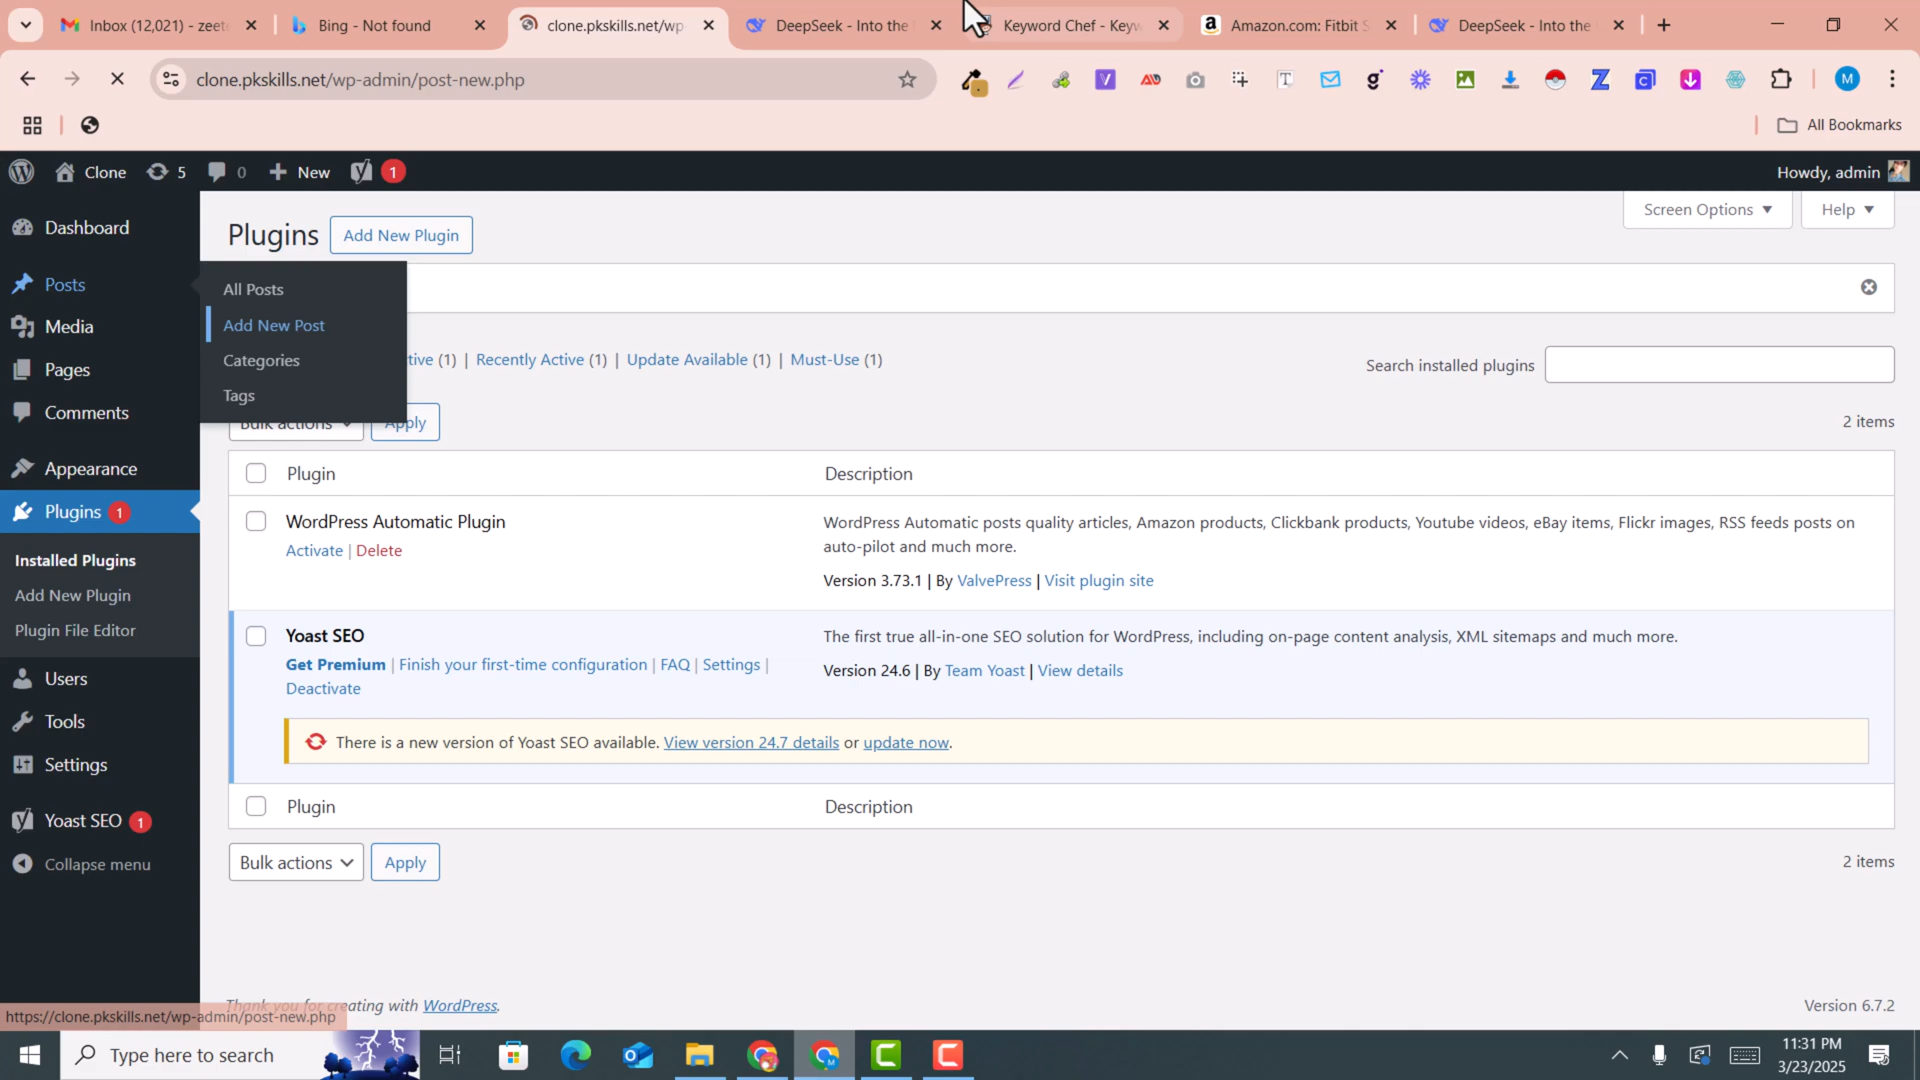 Inbox (12,021) - zeet
Bing - Not found
clone.pkskills.net/wp
DeepSeek - Into the
Keyword Chef - Keyw
Amazon.com: Fitbit S
DeepSeek - Into the
clone.pkskills.net/wp-admin/post-new.php
All Bookmarks
Clone 5 0 New 1
Howdy, admin
Dashboard
Posts
Media
Pages
Comments
Appearance
Plugins 1
Installed Plugins
Add New Plugin
Plugin File Editor
Users
Tools
Settings
Yoast SEO 1
Collapse menu
All Posts
Add New Post
Categories
Tags
Plugins Add New Plugin
Screen Options Help
tive (1) | Recently Active (1) | Update Available (1) | Must-Use (1)
Search installed plugins
Bulk actions Apply
2 items
Plugin Description
WordPress Automatic Plugin
Activate | Delete
WordPress Automatic posts quality articles, Amazon products, Clickbank products, Youtube videos, eBay items, Flickr images, RSS feeds posts on
auto-pilot and much more.
Version 3.73.1 | By ValvePress | Visit plugin site
Yoast SEO
Get Premium | Finish your first-time configuration | FAQ | Settings |
Deactivate
The first true all-in-one SEO solution for WordPress, including on-page content analysis, XML sitemaps and much more.
Version 24.6 | By Team Yoast | View details
There is a new version of Yoast SEO available. View version 24.7 details or update now.
Plugin Description
Bulk actions Apply
2 items
Thank you for creating with WordPress.
Version 6.7.2
https://clone.pkskills.net/wp-admin/post-new.php
Type here to search
11:31 PM
3/23/2025